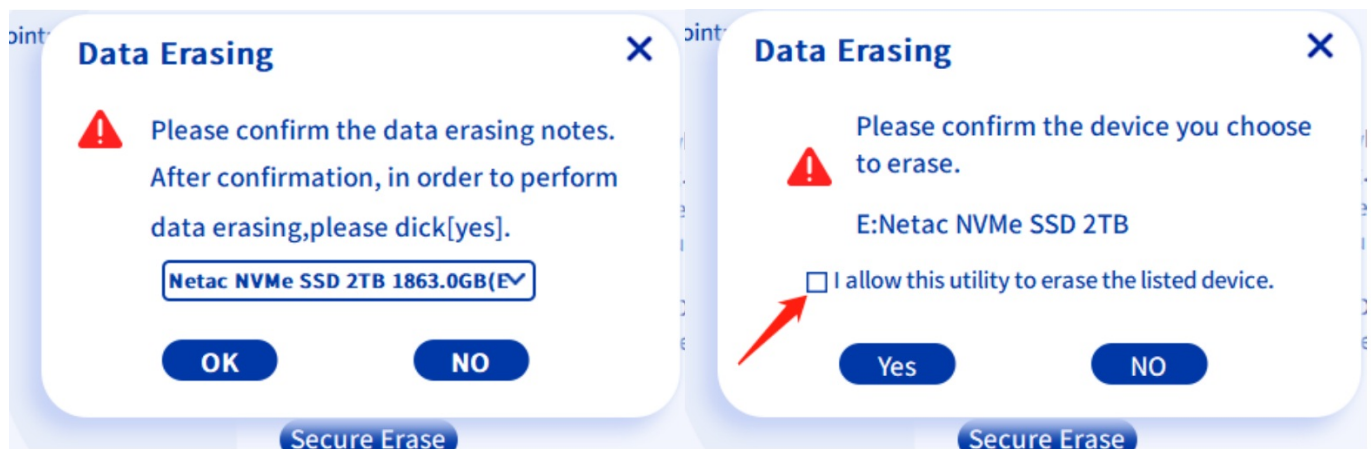 Data Erasing
Please confirm the data erasing notes.
After confirmation, in order to perform
data erasing,please dick[yes].
Netac NVMe SSD 2TB 1863.0GB(E
OK NO
Secure Erase
Data Erasing
Please confirm the device you choose
to erase.
E:Netac NVMe SSD 2TB
I allow this utility to erase the listed device.
Yes NO
Secure Erase